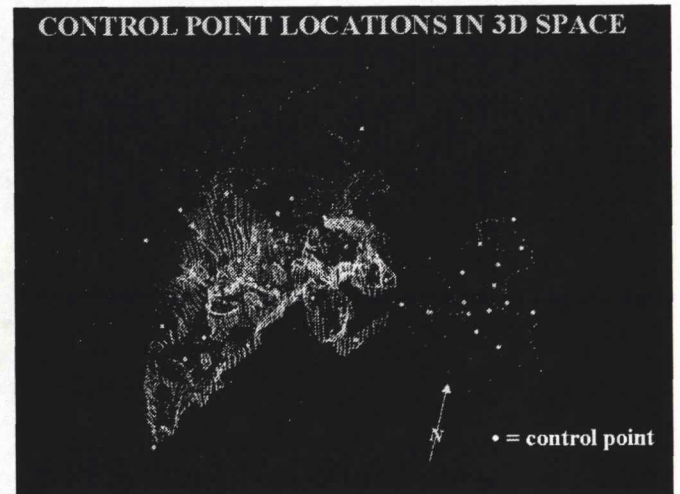 CONTROL POINT LOCATIONS IN 3D SPACE
N
• = control point